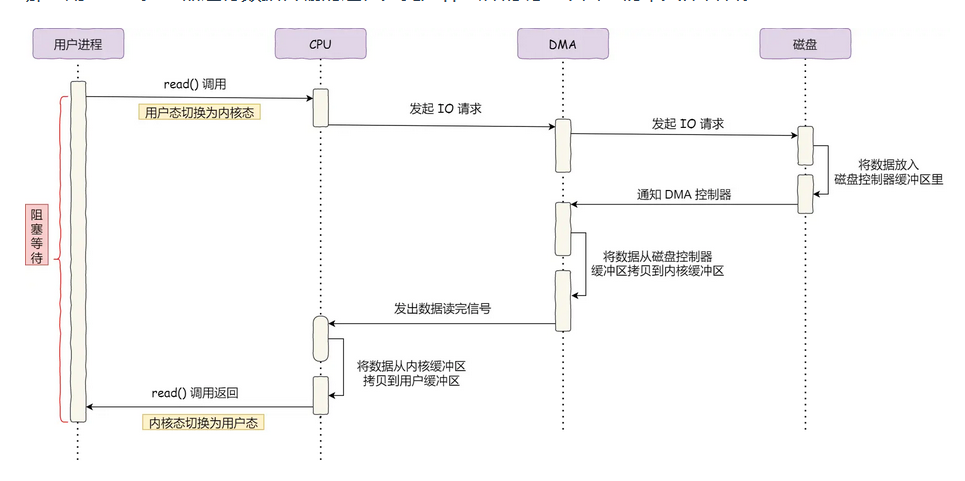 用户进程
CPU
DMA
磁盘
read() 调用
用户态切换为内核态
发起 IO 请求
发起 IO 请求
将数据放入
磁盘控制器缓冲区里
通知 DMA 控制器
阻塞等待
将数据从磁盘控制器
缓冲区拷贝到内核缓冲区
发出数据读完信号
将数据从内核缓冲区
拷贝到用户缓冲区
read() 调用返回
内核态切换为用户态